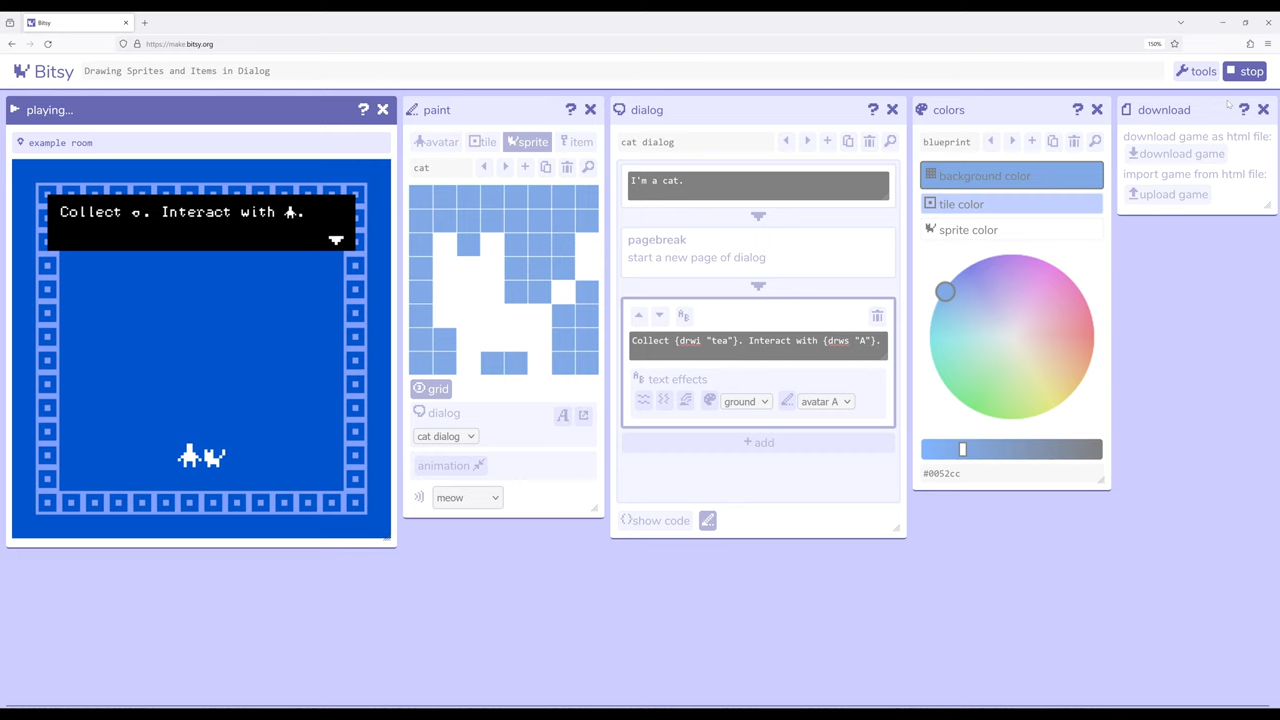 Bitsy
https://make.bitsy.org
150%
Bitsy
Drawing Sprites and Items in Dialog
tools
stop
playing...
?
example room
Collect . Interact with .
paint
?
avatar
tile
sprite
item
cat
grid
dialog
A
cat dialog
animation
meow
dialog
?
cat dialog
I'm a cat.
pagebreak
start a new page of dialog
Collect {drwi "tea"}. Interact with {drws "A"}.
text effects
ground
avatar A
+ add
show code
colors
?
blueprint
background color
tile color
sprite color
#0052cc
download
?
download game as html file:
download game
import game from html file:
upload game